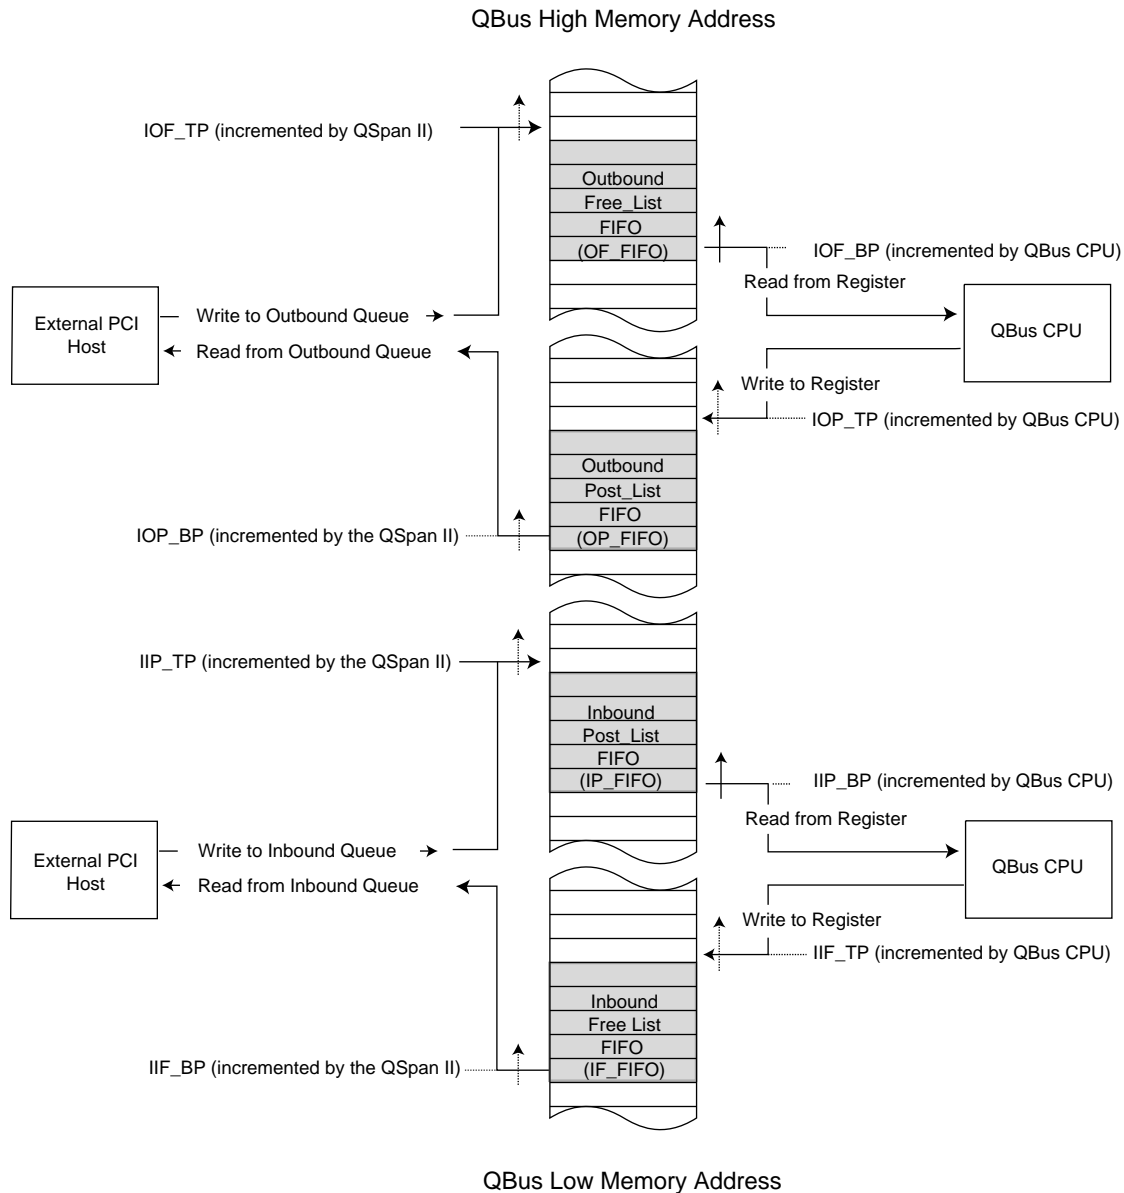 QBus High Memory Address
IOF_TP (incremented by QSpan II)
Outbound
Free_List
FIFO
(OF_FIFO)
IOF_BP (incremented by QBus CPU)
Read from Register
External PCI
Host
Write to Outbound Queue
Read from Outbound Queue
QBus CPU
Write to Register
IOP_TP (incremented by QBus CPU)
Outbound
Post_List
FIFO
(OP_FIFO)
IOP_BP (incremented by the QSpan II)
IIP_TP (incremented by the QSpan II)
Inbound
Post_List
FIFO
(IP_FIFO)
IIP_BP (incremented by QBus CPU)
Read from Register
External PCI
Host
Write to Inbound Queue
Read from Inbound Queue
QBus CPU
Write to Register
IIF_TP (incremented by QBus CPU)
Inbound
Free List
FIFO
(IF_FIFO)
IIF_BP (incremented by the QSpan II)
QBus Low Memory Address